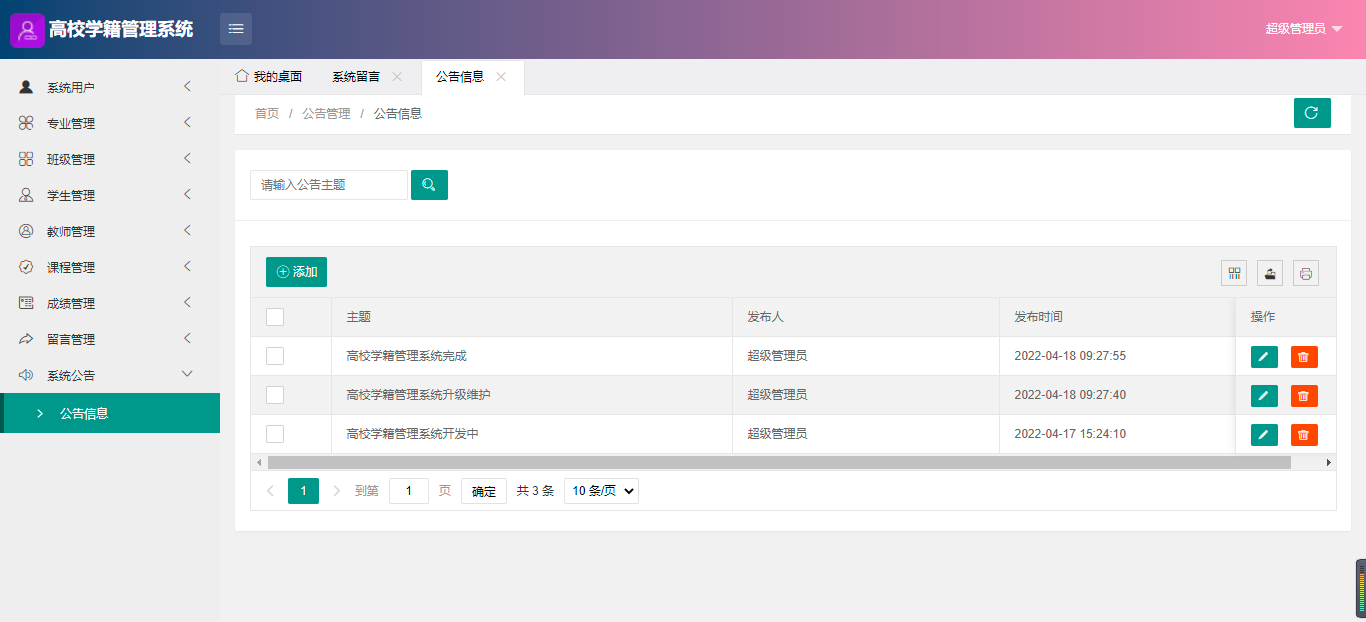 高校学籍管理系统
超级管理员
系统用户
专业管理
班级管理
学生管理
教师管理
课程管理
成绩管理
留言管理
系统公告
公告信息
我的桌面 系统留言 公告信息
首页 / 公告管理 / 公告信息
请输入公告主题
添加
主题 发布人 发布时间 操作
高校学籍管理系统完成 超级管理员 2022-04-18 09:27:55
高校学籍管理系统升级维护 超级管理员 2022-04-18 09:27:40
高校学籍管理系统开发中 超级管理员 2022-04-17 15:24:10
1 到第 1 页 确定 共 3 条 10 条/页